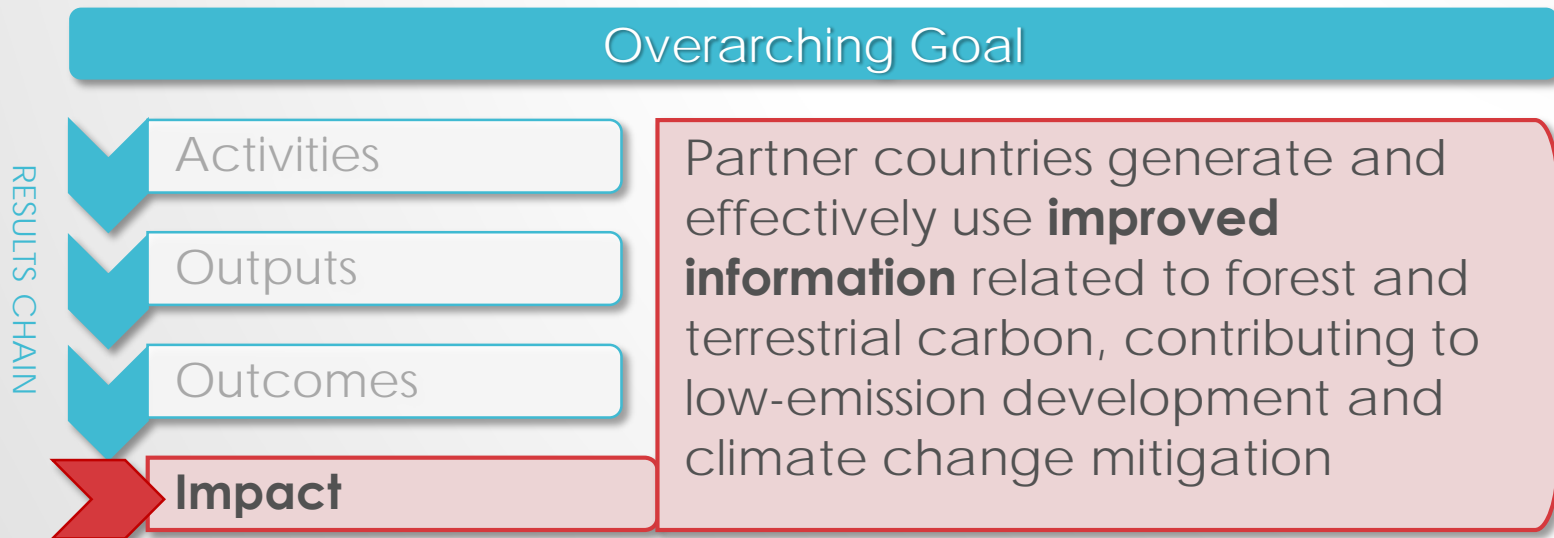 Overarching Goal
RESULTS CHAIN
Activities
Outputs
Outcomes
Impact
Partner countries generate and
effectively use improved
information related to forest and
terrestrial carbon, contributing to
low-emission development and
climate change mitigation